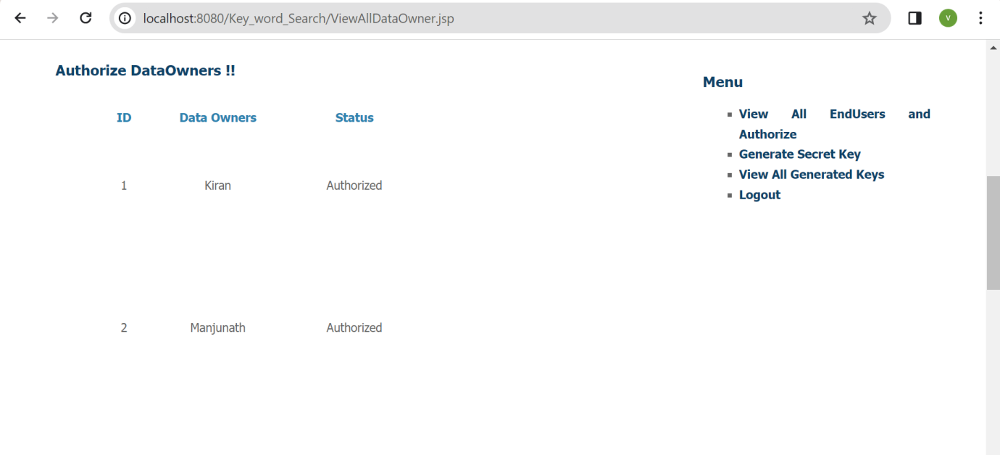 localhost:8080/Key_word_Search/ViewAllDataOwner.jsp
V
Authorize DataOwners !!
ID Data Owners Status
1 Kiran Authorized
2 Manjunath Authorized
Menu
View All EndUsers and
Authorize
Generate Secret Key
View All Generated Keys
Logout